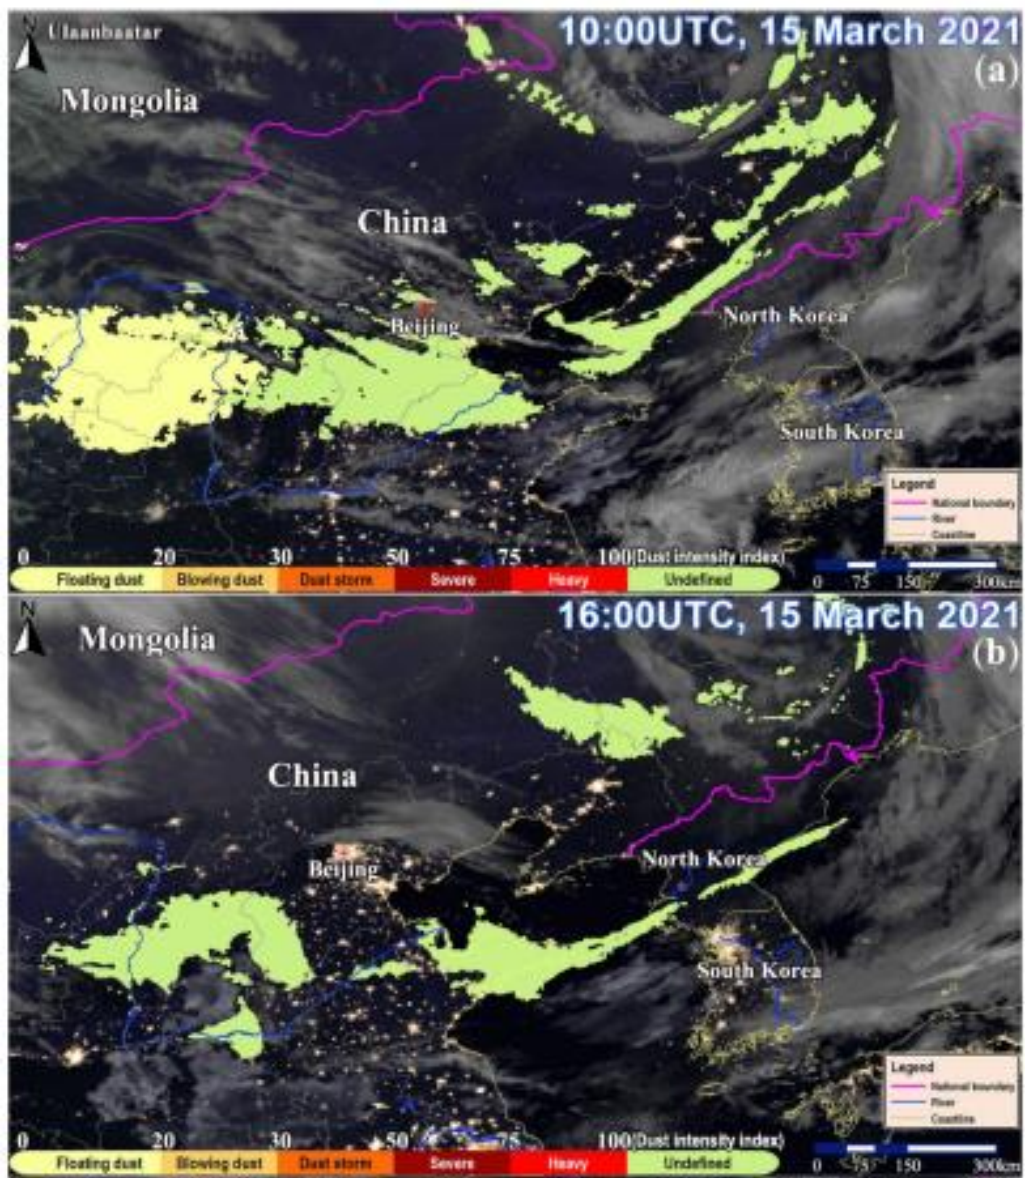 N Ulaanbaatar
10:00UTC, 15 March 2021
(a)
Mongolia
China
Beijing
North Korea
South Korea
Legend
National boundary
River
Coastline
0 20 30 50 75 100(Dust intensity index)
Floating dust Blowing dust Dust storm Severe Heavy Undefined
0 75 150 300km
N
16:00UTC, 15 March 2021
Mongolia
(b)
China
Beijing
North Korea
South Korea
Legend
National boundary
River
Coastline
0 20 30 50 75 100(Dust intensity index)
Floating dust Blowing dust Dust storm Severe Heavy Undefined
0 75 150 300km